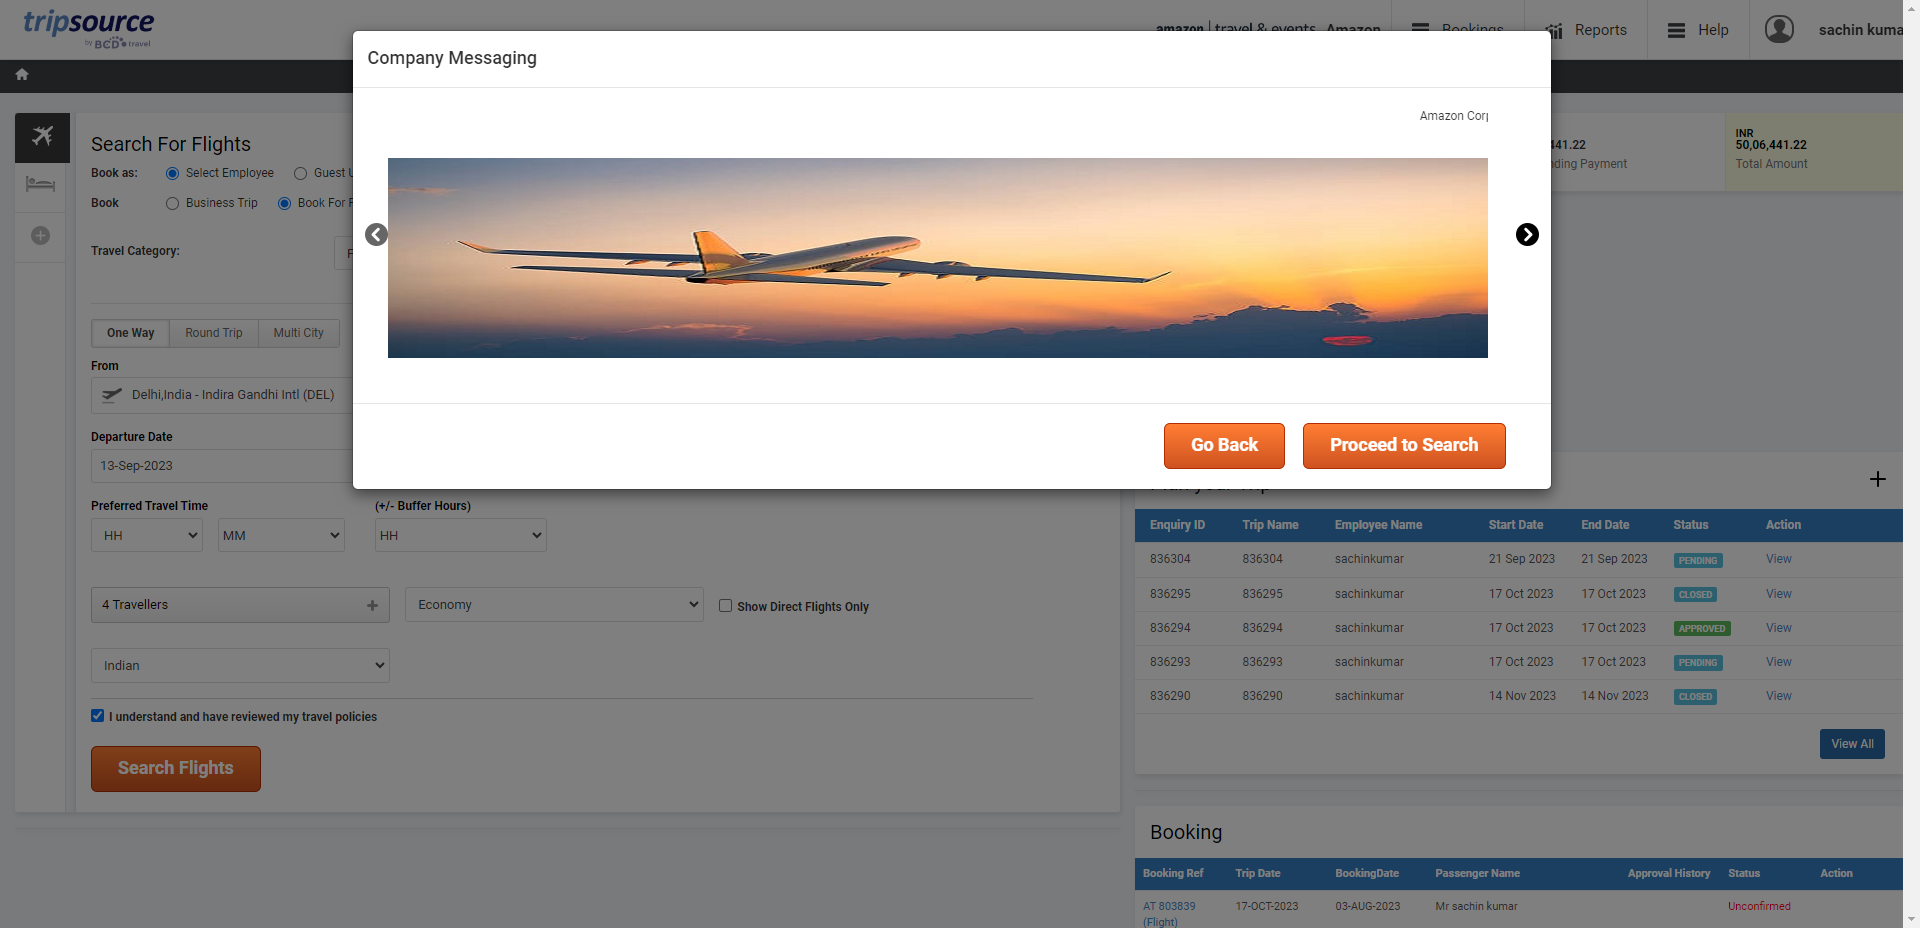 tripsource
by BCD travel
amazon | travel & events Amazon
Bookings
Reports
Help
sachin kuma
Company Messaging
Amazon Corp
Go Back
Proceed to Search
Search For Flights
Book as:
Select Employee
Guest U
Book
Business Trip
Book For F
Travel Category:
One Way
Round Trip
Multi City
From
Delhi,India - Indira Gandhi Intl (DEL)
Departure Date
13-Sep-2023
Preferred Travel Time
(+/- Buffer Hours)
HH
MM
HH
4 Travellers
Economy
Show Direct Flights Only
Indian
I understand and have reviewed my travel policies
Search Flights
441.22
nding Payment
INR
50,06,441.22
Total Amount
Plan your Trip
Enquiry ID Trip Name Employee Name Start Date End Date Status Action
836304 836304 sachinkumar 21 Sep 2023 21 Sep 2023 PENDING View
836295 836295 sachinkumar 17 Oct 2023 17 Oct 2023 CLOSED View
836294 836294 sachinkumar 17 Oct 2023 17 Oct 2023 APPROVED View
836293 836293 sachinkumar 17 Oct 2023 17 Oct 2023 PENDING View
836290 836290 sachinkumar 14 Nov 2023 14 Nov 2023 CLOSED View
View All
Booking
Booking Ref Trip Date BookingDate Passenger Name Approval History Status Action
AT 803839 17-OCT-2023 03-AUG-2023 Mr sachin kumar Unconfirmed
(Flight)